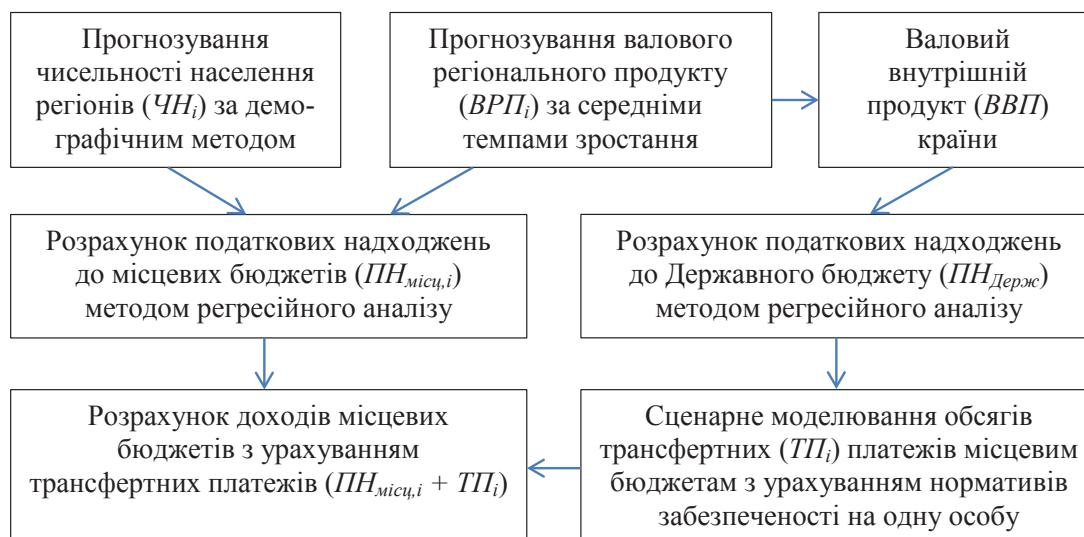 Прогнозування
чисельності населення
регіонів (ЧНі) за демо-
графічним методом
Прогнозування валового
регіонального продукту
(ВРПі) за середніми
темпами зростання
Валовий
внутрішній
продукт (ВВП)
країни
Розрахунок податкових надходжень
до місцевих бюджетів (ПНмісц,і)
методом регресійного аналізу
Розрахунок податкових надходжень
до Державного бюджету (ПНДерж)
методом регресійного аналізу
Розрахунок доходів місцевих
бюджетів з урахуванням
трансфертних платежів (ПНмісц,і + ТПі)
Сценарне моделювання обсягів
трансфертних (ТПі) платежів місцевим
бюджетам з урахуванням нормативів
забезпеченості на одну особу